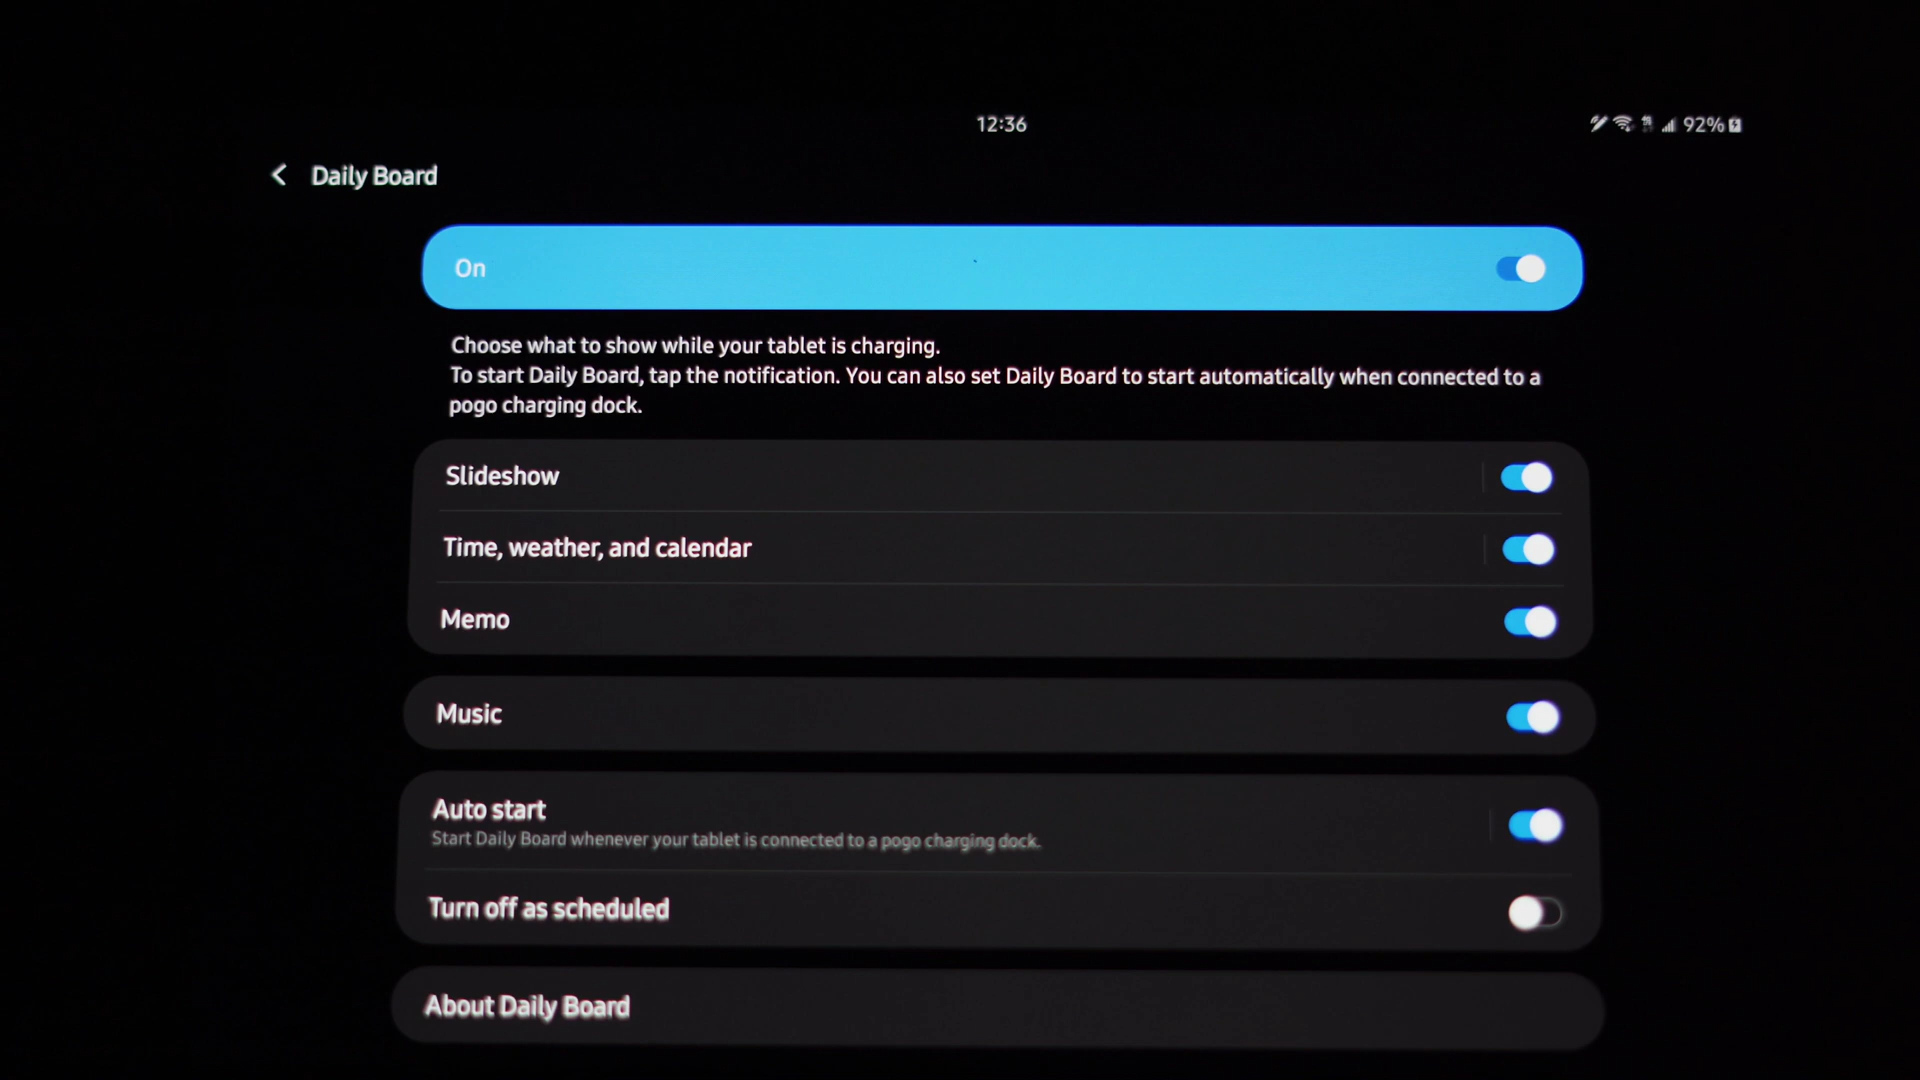 12:36
92%
Daily Board
On
Choose what to show while your tablet is charging.
To start Daily Board, tap the notification. You can also set Daily Board to start automatically when connected to a
pogo charging dock.
Slideshow
Time, weather, and calendar
Memo
Music
Auto start
Start Daily Board whenever your tablet is connected to a pogo charging dock.
Turn off as scheduled
About Daily Board